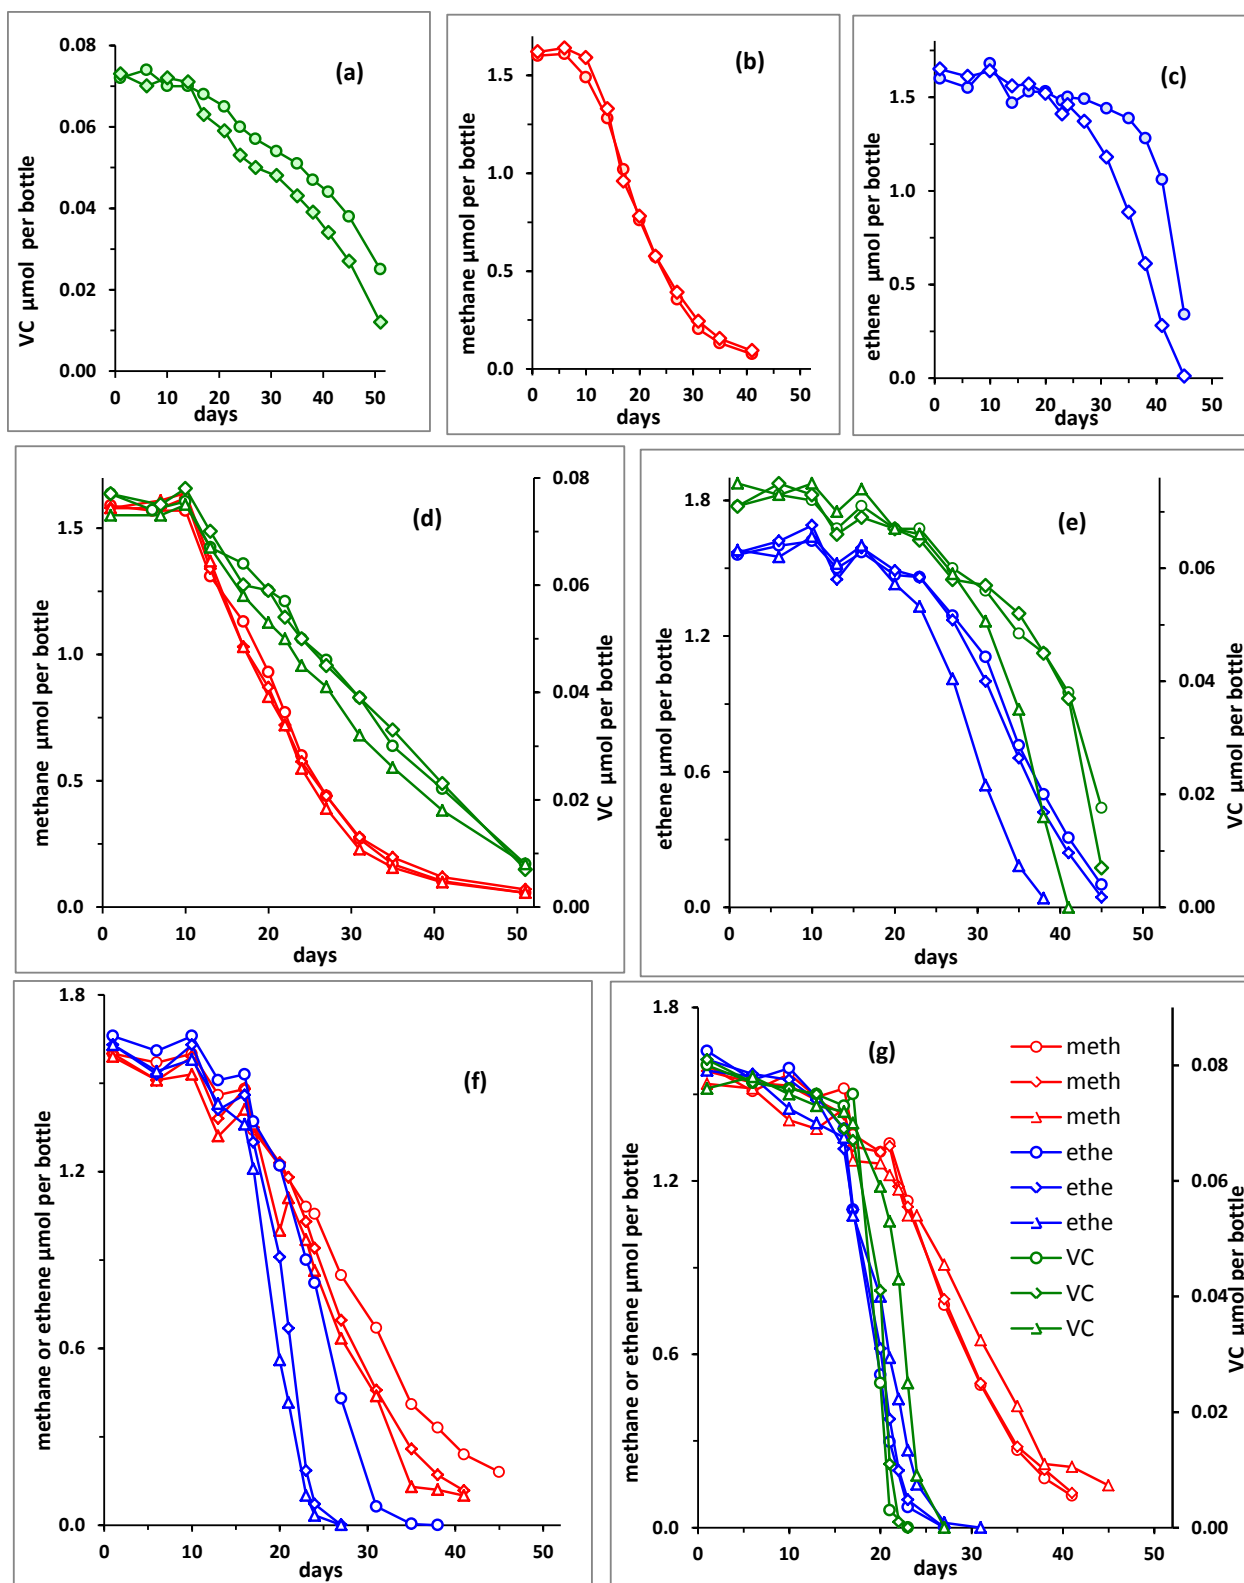 (a)
VC µmol per bottle
0.08
0.06
0.04
0.02
0.00
0 10 20 30 40 50
days
(b)
methane µmol per bottle
1.5
1.0
0.5
0.0
0 10 20 30 40 50
days
(c)
ethene µmol per bottle
1.5
1.0
0.5
0.0
0 10 20 30 40 50
days
(d)
methane µmol per bottle
1.5
1.0
0.5
0.0
0 10 20 30 40 50
days
0.08
0.06
0.04
0.02
0.00
VC µmol per bottle
(e)
ethene µmol per bottle
1.8
1.2
0.6
0.0
0 10 20 30 40 50
days
0.06
0.04
0.02
0.00
VC µmol per bottle
(f)
methane or ethene µmol per bottle
1.8
1.2
0.6
0.0
0 10 20 30 40 50
days
(g)
methane or ethene µmol per bottle
1.8
1.2
0.6
0.0
0 10 20 30 40 50
days
meth
meth
meth
ethe
ethe
ethe
VC
VC
VC
0.08
0.06
0.04
0.02
0.00
VC µmol per bottle